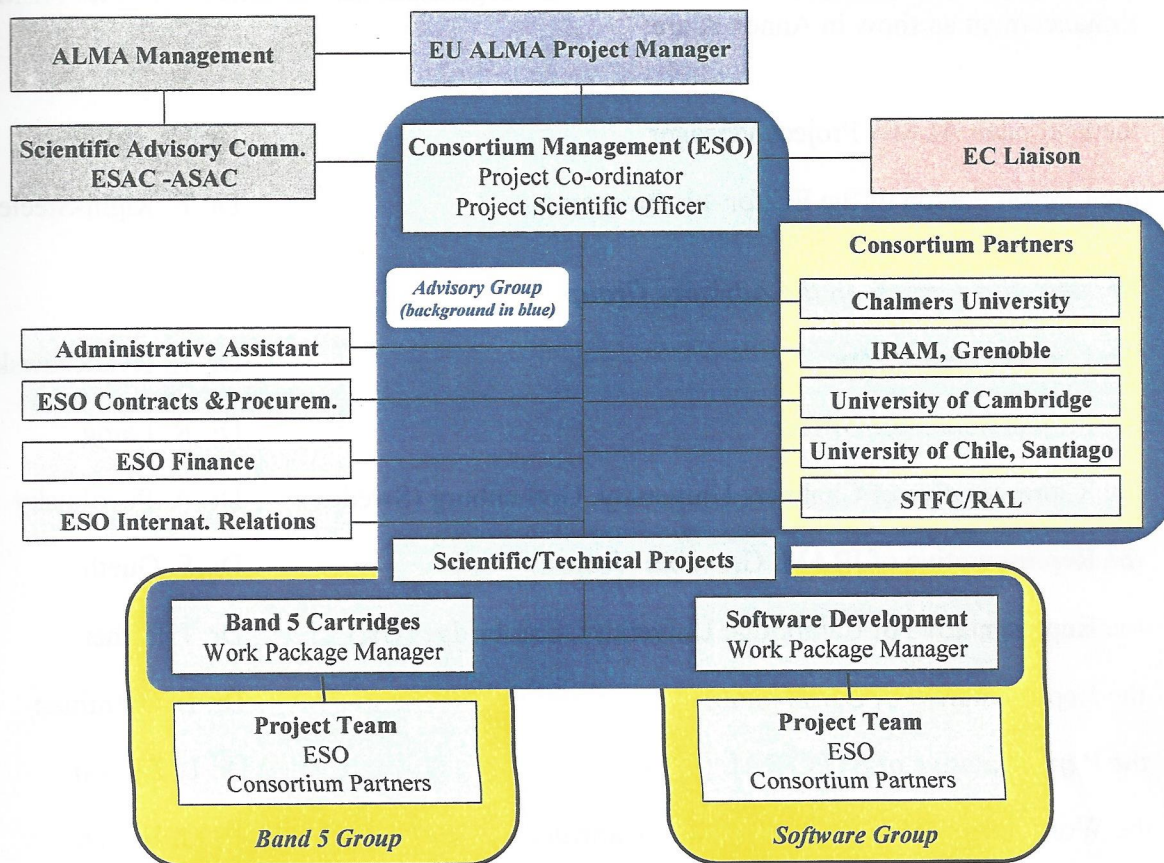 ALMA Management
EU ALMA Project Manager
Scientific Advisory Comm.
ESAC -ASAC
Consortium Management (ESO)
Project Co-ordinator
Project Scientific Officer
EC Liaison
Advisory Group
(background in blue)
Consortium Partners
Chalmers University
IRAM, Grenoble
University of Cambridge
University of Chile, Santiago
STFC/RAL
Administrative Assistant
ESO Contracts &Procurem.
ESO Finance
ESO Internat. Relations
Scientific/Technical Projects
Band 5 Cartridges
Work Package Manager
Software Development
Work Package Manager
Project Team
ESO
Consortium Partners
Project Team
ESO
Consortium Partners
Band 5 Group
Software Group